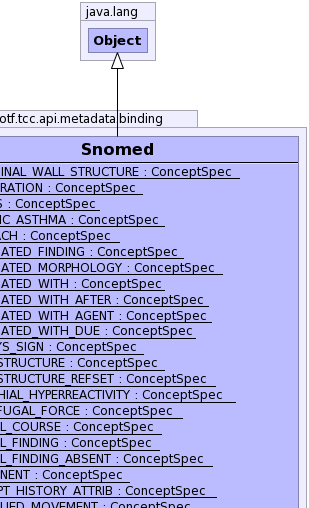 java.lang
Object
otf.tcc.api.metadata.binding
Snomed
INAL_WALL_STRUCTURE : ConceptSpec
RATION : ConceptSpec
S : ConceptSpec
IC_ASTHMA : ConceptSpec
ACH : ConceptSpec
ATED_FINDING : ConceptSpec
ATED_MORPHOLOGY : ConceptSpec
ATED_WITH : ConceptSpec
ATED_WITH_AFTER : ConceptSpec
ATED_WITH_AGENT : ConceptSpec
ATED_WITH_DUE : ConceptSpec
YS_SIGN : ConceptSpec
STRUCTURE : ConceptSpec
STRUCTURE_REFSET : ConceptSpec
HIAL_HYPERREACTIVITY : ConceptSpec
FUGAL_FORCE : ConceptSpec
L_COURSE : ConceptSpec
L_FINDING : ConceptSpec
L_FINDING_ABSENT : ConceptSpec
NENT : ConceptSpec
PT_HISTORY_ATTRIB : ConceptSpec
UED_MOVEMENT : ConceptSpec